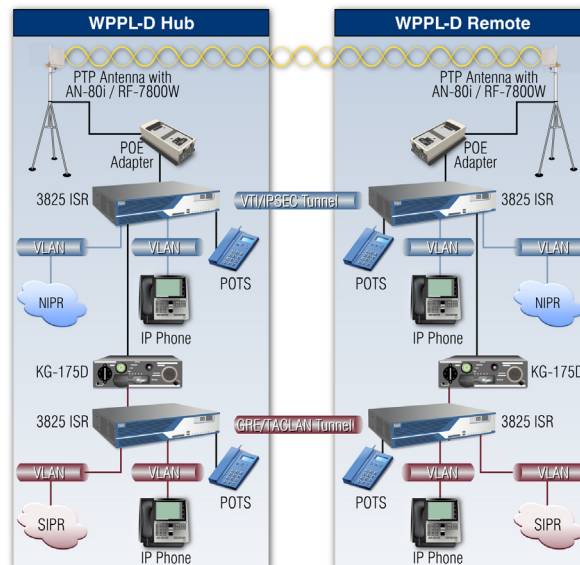 WPPL-D Hub
WPPL-D Remote
PTP Antenna with
AN-80i / RF-7800W
PTP Antenna with
AN-80i / RF-7800W
POE
Adapter
POE
Adapter
3825 ISR
VTI/IPSEC Tunnel
3825 ISR
VLAN
VLAN
VLAN
VLAN
NIPR
POTS
POTS
NIPR
IP Phone
IP Phone
KG-175D
KG-175D
3825 ISR
GRE/TACLAN Tunnel
3825 ISR
VLAN
VLAN
VLAN
VLAN
POTS
POTS
SIPR
SIPR
IP Phone
IP Phone